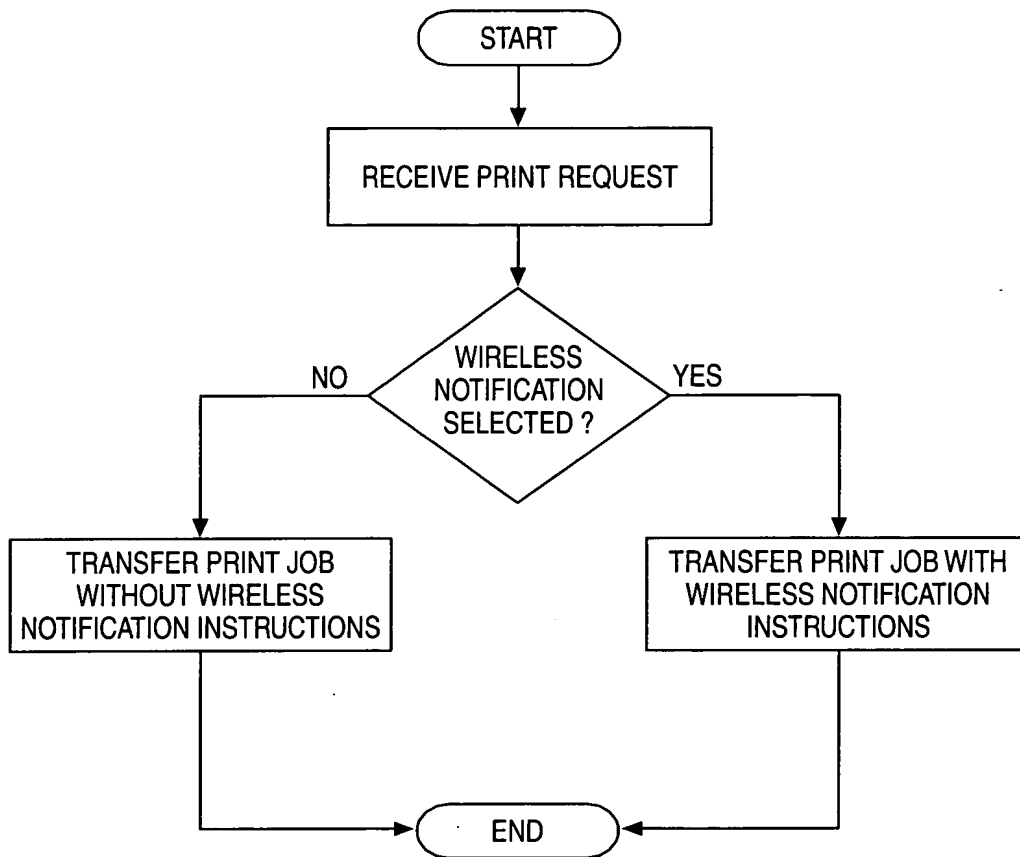 START
RECEIVE PRINT REQUEST
WIRELESS
NOTIFICATION
SELECTED ?
NO
YES
TRANSFER PRINT JOB
WITHOUT WIRELESS
NOTIFICATION INSTRUCTIONS
TRANSFER PRINT JOB WITH
WIRELESS NOTIFICATION
INSTRUCTIONS
END